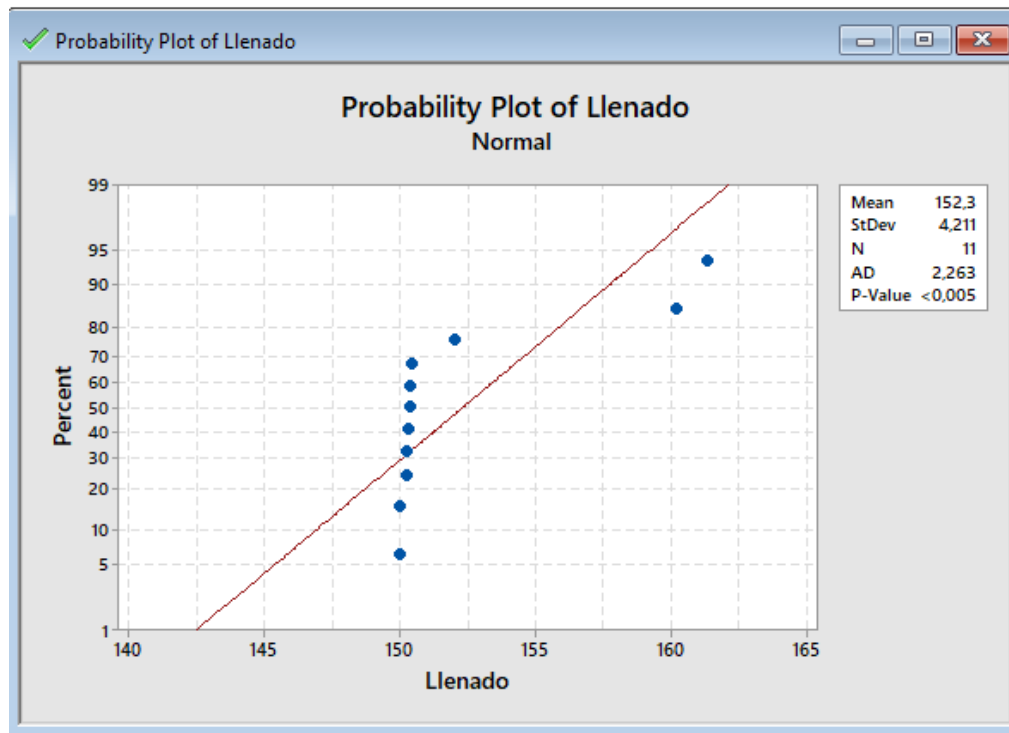 Probability Plot of Llenado
Probability Plot of Llenado
Normal
99
95
90
80
70
60
50
40
30
20
10
5
1
Percent
140 145 150 155 160 165
Llenado
Mean 152,3
StDev 4,211
N 11
AD 2,263
P-Value <0,005